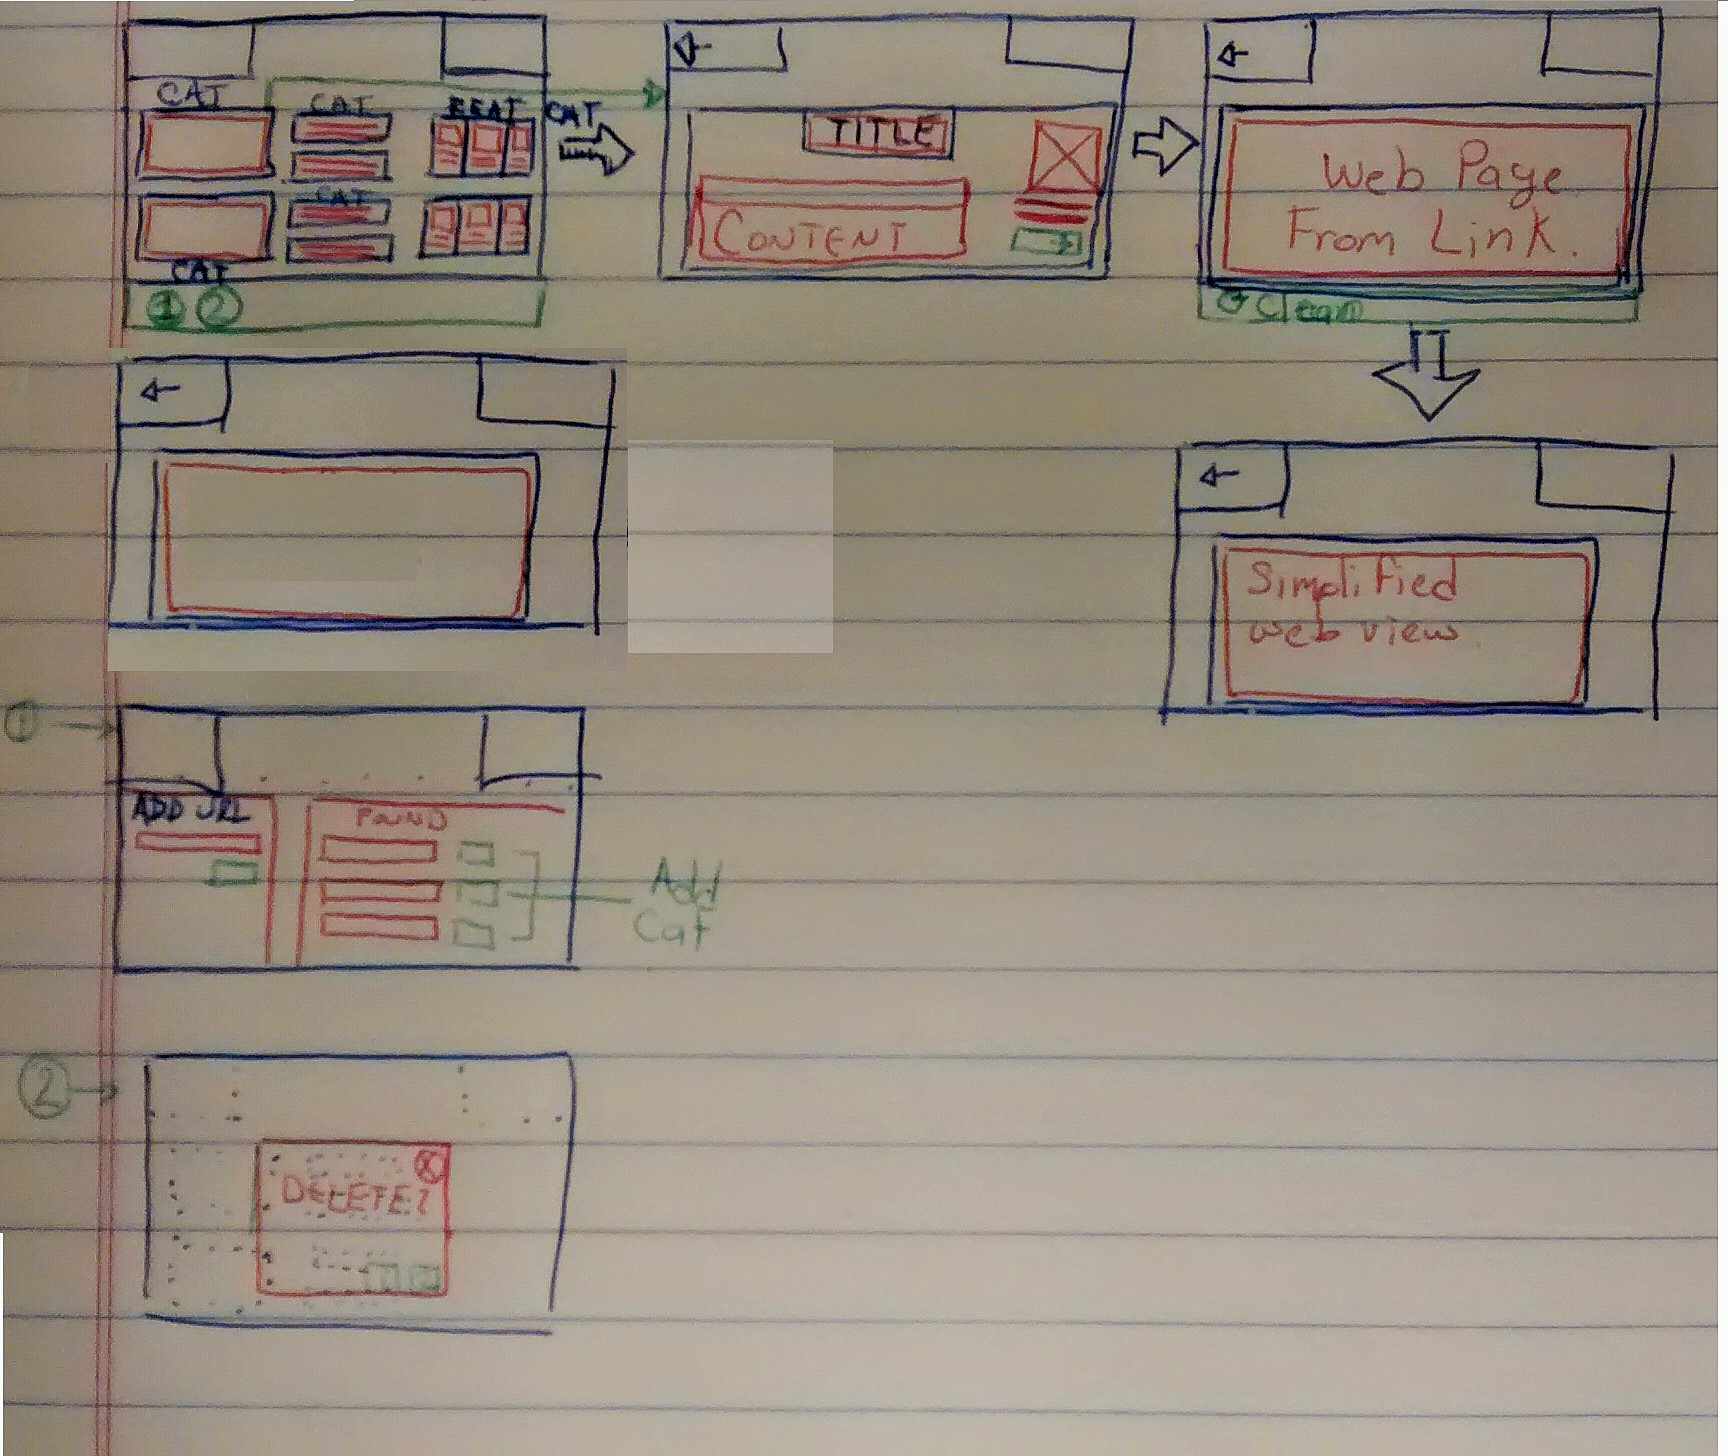 CAT
CAT
FEAT CAT
CAT
CAT
1 2
TITLE
CONTENT
Web Page
From Link.
Clean
Simplified
web view
1
ADD URL
FOUND
Add
Cat
2
X
DELETE?